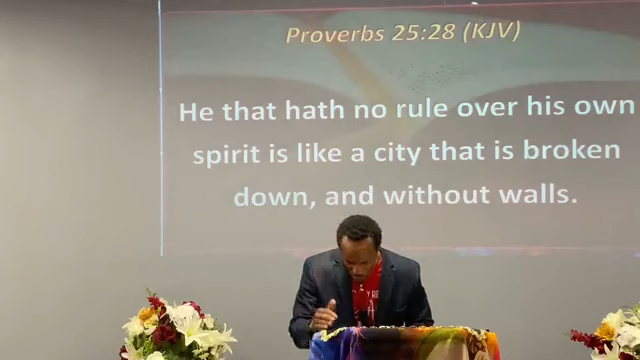 Proverbs 25:28 (KJV)
He that hath no rule over his own
spirit is like a city that is broken
down, and without walls.